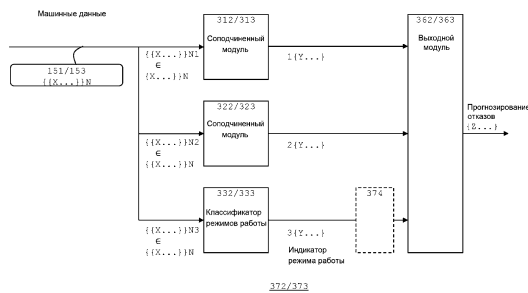 Машинные данные
151/153
{{X...}}N
{{X...}}N1
∈
{X...}}N
312/313
Соподчиненный
модуль
1{Y...}
362/363
Выходной
модуль
{{X...}}N2
∈
{{X...}}N
322/323
Соподчиненный
модуль
2{Y...}
Прогнозирование
отказов
{Z...}
{{X...}}N3
∈
{{X...}}N
332/333
Классификатор
режимов работы
3{Y...}
Индикатор
режима работы
374
372/373